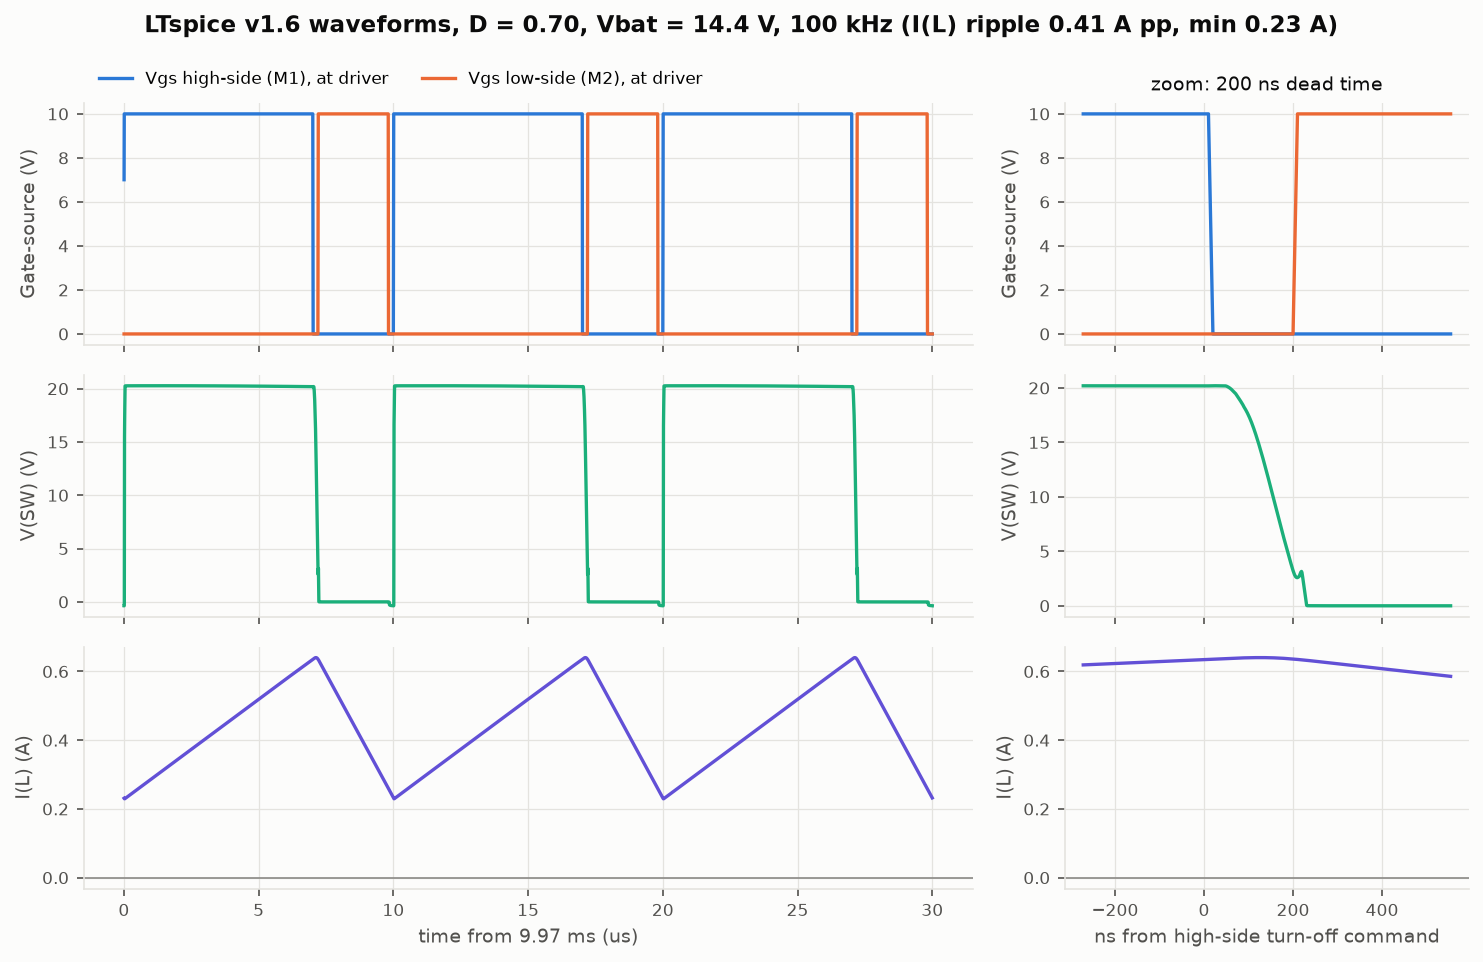 LTspice v1.6 waveforms, D = 0.70, Vbat = 14.4 V, 100 kHz (I(L) ripple 0.41 A pp, min 0.23 A)
Vgs high-side (M1), at driver
Vgs low-side (M2), at driver
zoom: 200 ns dead time
Gate-source (V)
10
8
6
4
2
0
Gate-source (V)
10
8
6
4
2
0
V(SW) (V)
20
15
10
5
0
V(SW) (V)
20
15
10
5
0
I(L) (A)
0.6
0.4
0.2
0.0
0 5 10 15 20 25 30
time from 9.97 ms (us)
I(L) (A)
0.6
0.4
0.2
0.0
−200 0 200 400
ns from high-side turn-off command